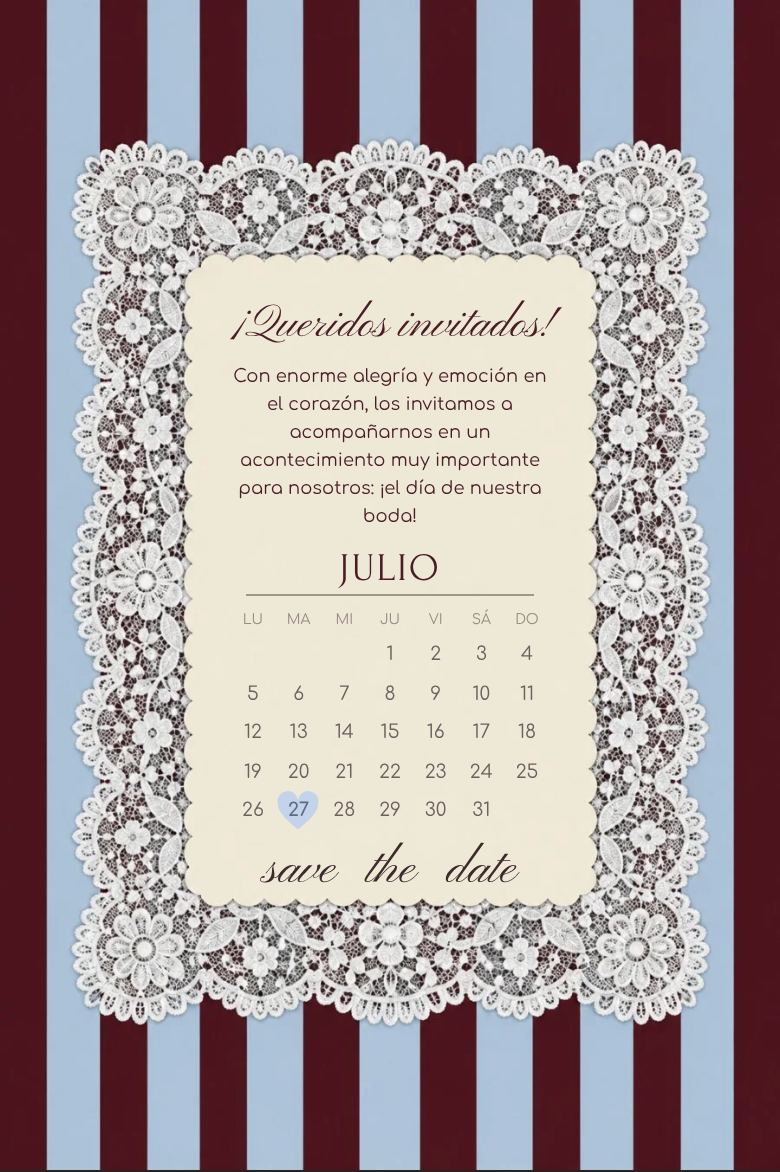 ¡Queridos invitados!
Con enorme alegría y emoción en
el corazón, los invitamos a
acompañarnos en un
acontecimiento muy importante
para nosotros: ¡el día de nuestra
boda!
JULIO
LU MA MI JU VI SÁ DO
1 2 3 4
5 6 7 8 9 10 11
12 13 14 15 16 17 18
19 20 21 22 23 24 25
26 27 28 29 30 31
save the date